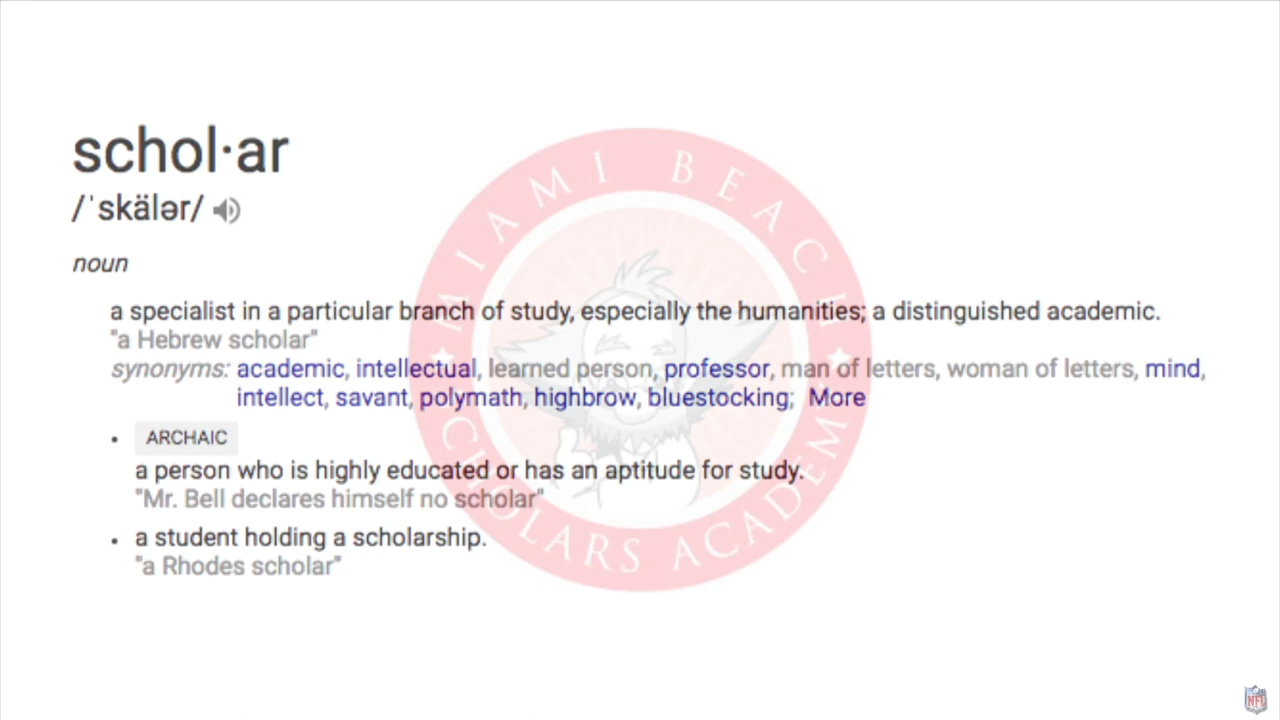 schol·ar
/ˈskälər/
noun
a specialist in a particular branch of study, especially the humanities; a distinguished academic.
"a Hebrew scholar"
synonyms: academic, intellectual, learned person, professor, man of letters, woman of letters, mind,
intellect, savant, polymath, highbrow, bluestocking; More
• ARCHAIC
a person who is highly educated or has an aptitude for study.
"Mr. Bell declares himself no scholar"
• a student holding a scholarship.
"a Rhodes scholar"
MIAMI BEACH
SCHOLARS ACADEMY
NFL